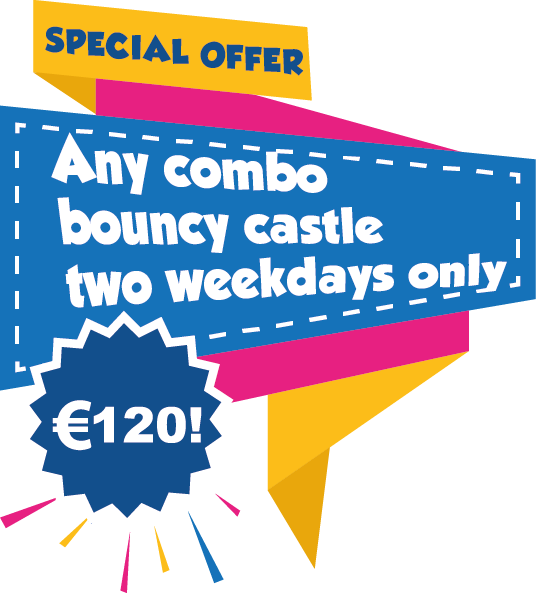 SPECIAL OFFER
Any combo
bouncy castle
two weekdays only
€120!